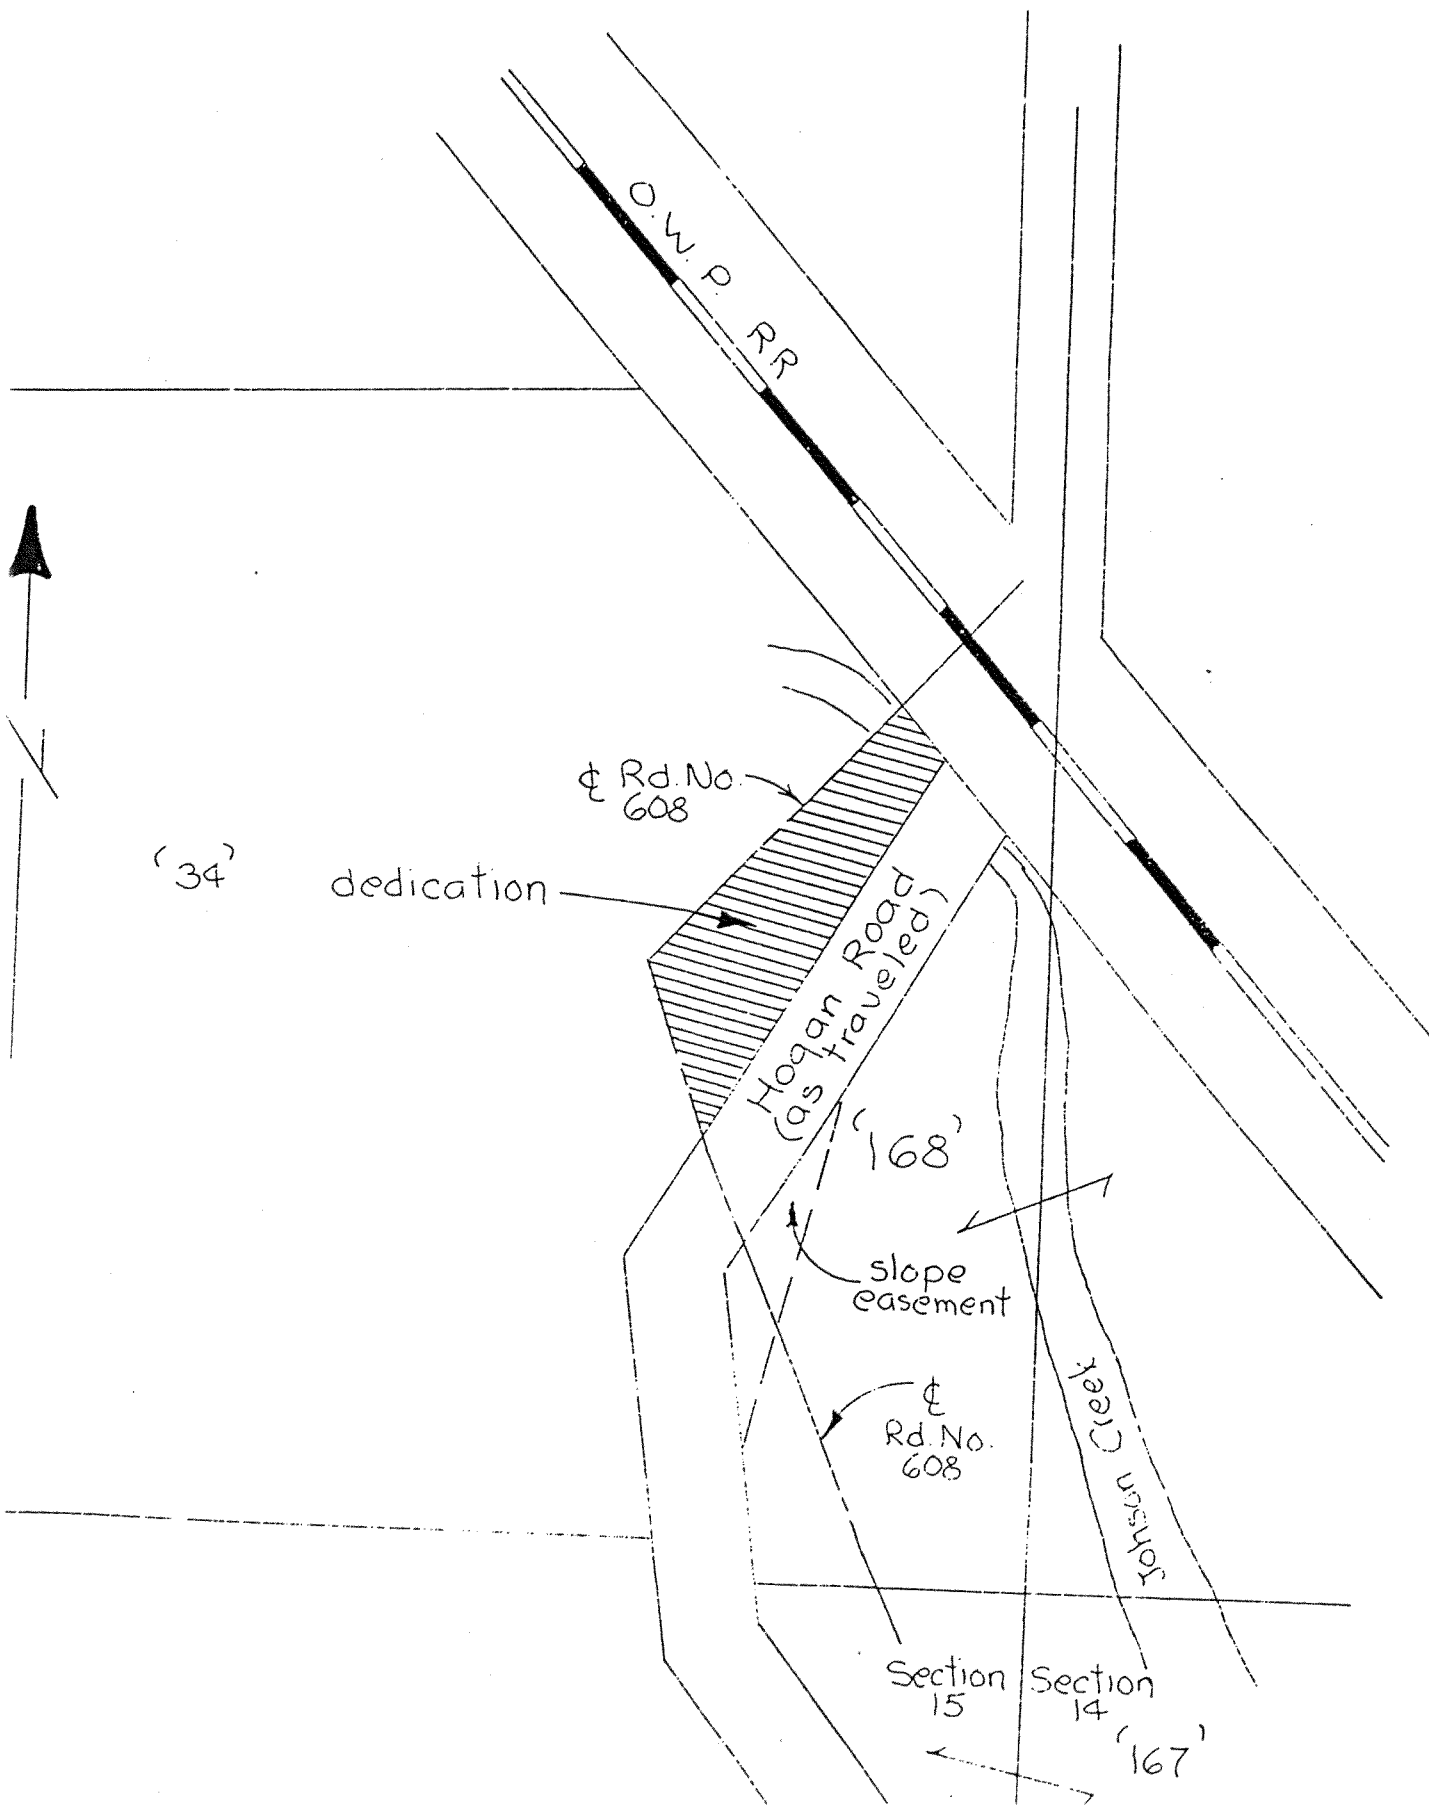 O.W.P. RR
℄ Rd. No.
608
'34'
dedication
Hogan Road
(as traveled)
'168'
slope
easement
℄
Rd. No.
608
Johnson Creek
Section
15
Section
14
'167'
N